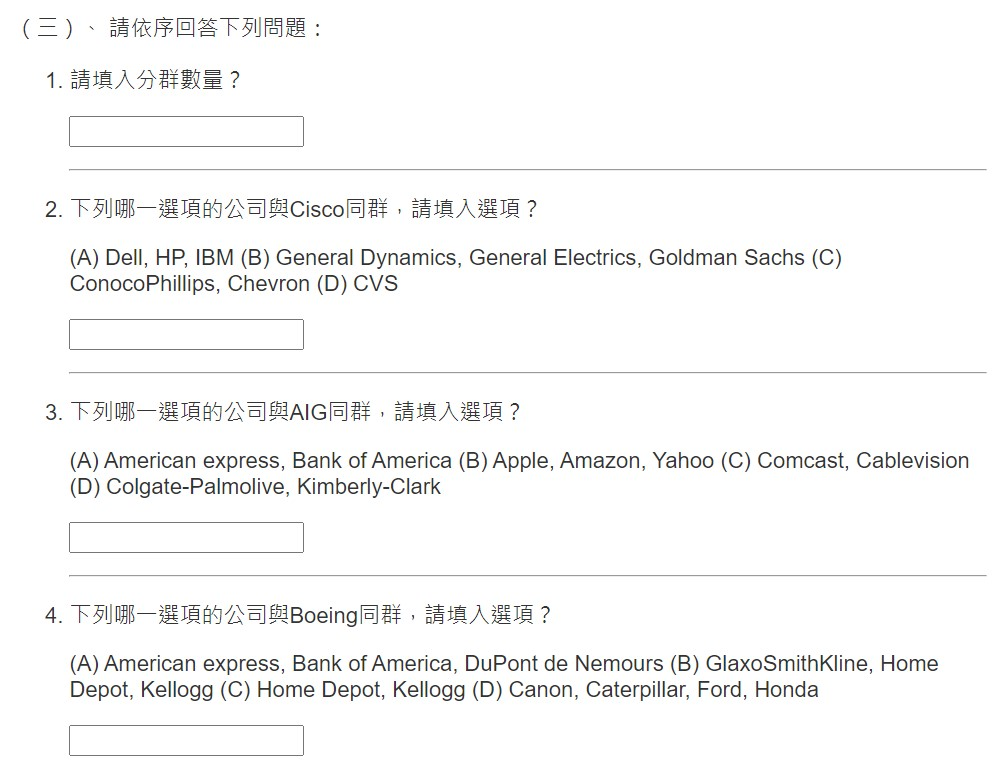 （三）、 請依序回答下列問題：
1. 請填入分群數量？
2. 下列哪一選項的公司與Cisco同群，請填入選項？
(A) Dell, HP, IBM (B) General Dynamics, General Electrics, Goldman Sachs (C)
ConocoPhillips, Chevron (D) CVS
3. 下列哪一選項的公司與AIG同群，請填入選項？
(A) American express, Bank of America (B) Apple, Amazon, Yahoo (C) Comcast, Cablevision
(D) Colgate-Palmolive, Kimberly-Clark
4. 下列哪一選項的公司與Boeing同群，請填入選項？
(A) American express, Bank of America, DuPont de Nemours (B) GlaxoSmithKline, Home
Depot, Kellogg (C) Home Depot, Kellogg (D) Canon, Caterpillar, Ford, Honda